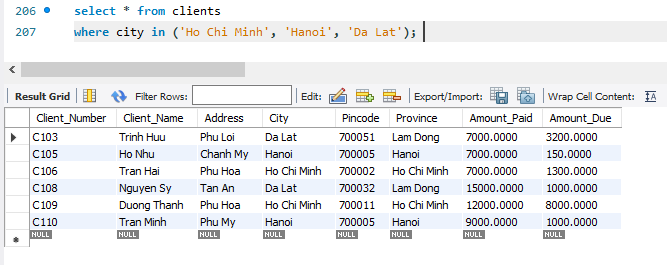 206 select * from clients
207 where city in ('Ho Chi Minh', 'Hanoi', 'Da Lat');
Result Grid Filter Rows: Edit: Export/Import: Wrap Cell Content:
Client_Number Client_Name Address City Pincode Province Amount_Paid Amount_Due
C103 Trinh Huu Phu Loi Da Lat 700051 Lam Dong 7000.0000 3200.0000
C105 Ho Nhu Chanh My Hanoi 700005 Hanoi 7000.0000 150.0000
C106 Tran Hai Phu Hoa Ho Chi Minh 700002 Ho Chi Minh 7000.0000 1300.0000
C108 Nguyen Sy Tan An Da Lat 700032 Lam Dong 15000.0000 1000.0000
C109 Duong Thanh Phu Hoa Ho Chi Minh 700011 Ho Chi Minh 12000.0000 8000.0000
C110 Tran Minh Phu My Hanoi 700005 Hanoi 9000.0000 1000.0000
NULL NULL NULL NULL NULL NULL NULL NULL